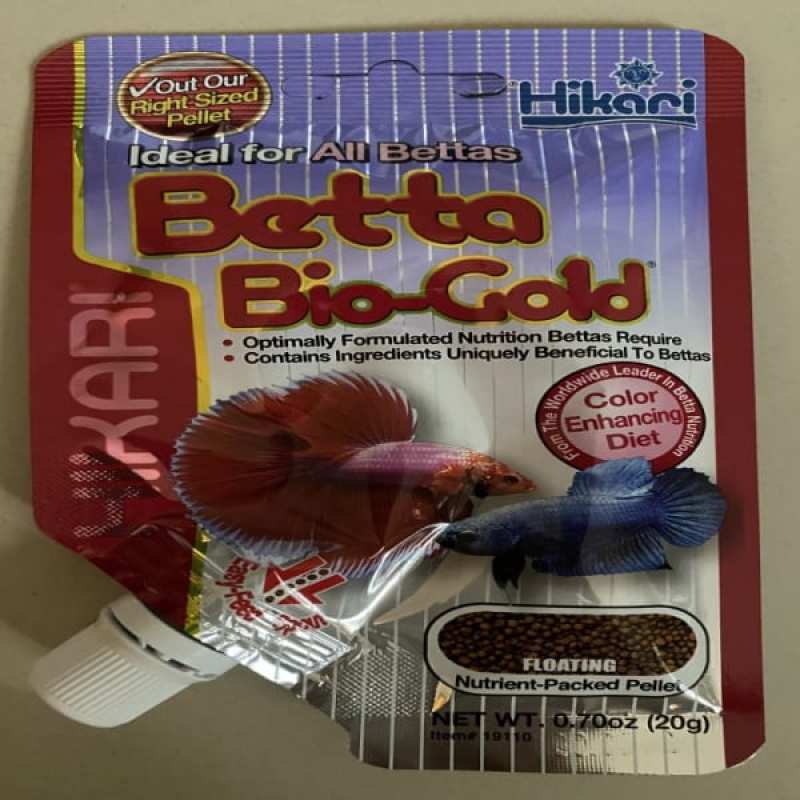 ✓Out Our
Right-Sized
Pellet
Hikari
Ideal for All Bettas
Betta
Bio-Gold®
• Optimally Formulated Nutrition Bettas Require
• Contains Ingredients Uniquely Beneficial To Bettas
HIKARI
From The Worldwide Leader In Betta Nutrition
Color
Enhancing
Diet
FLOATING
Nutrient-Packed Pellet
NET WT. 0.70oz (20g)
Item# 19110